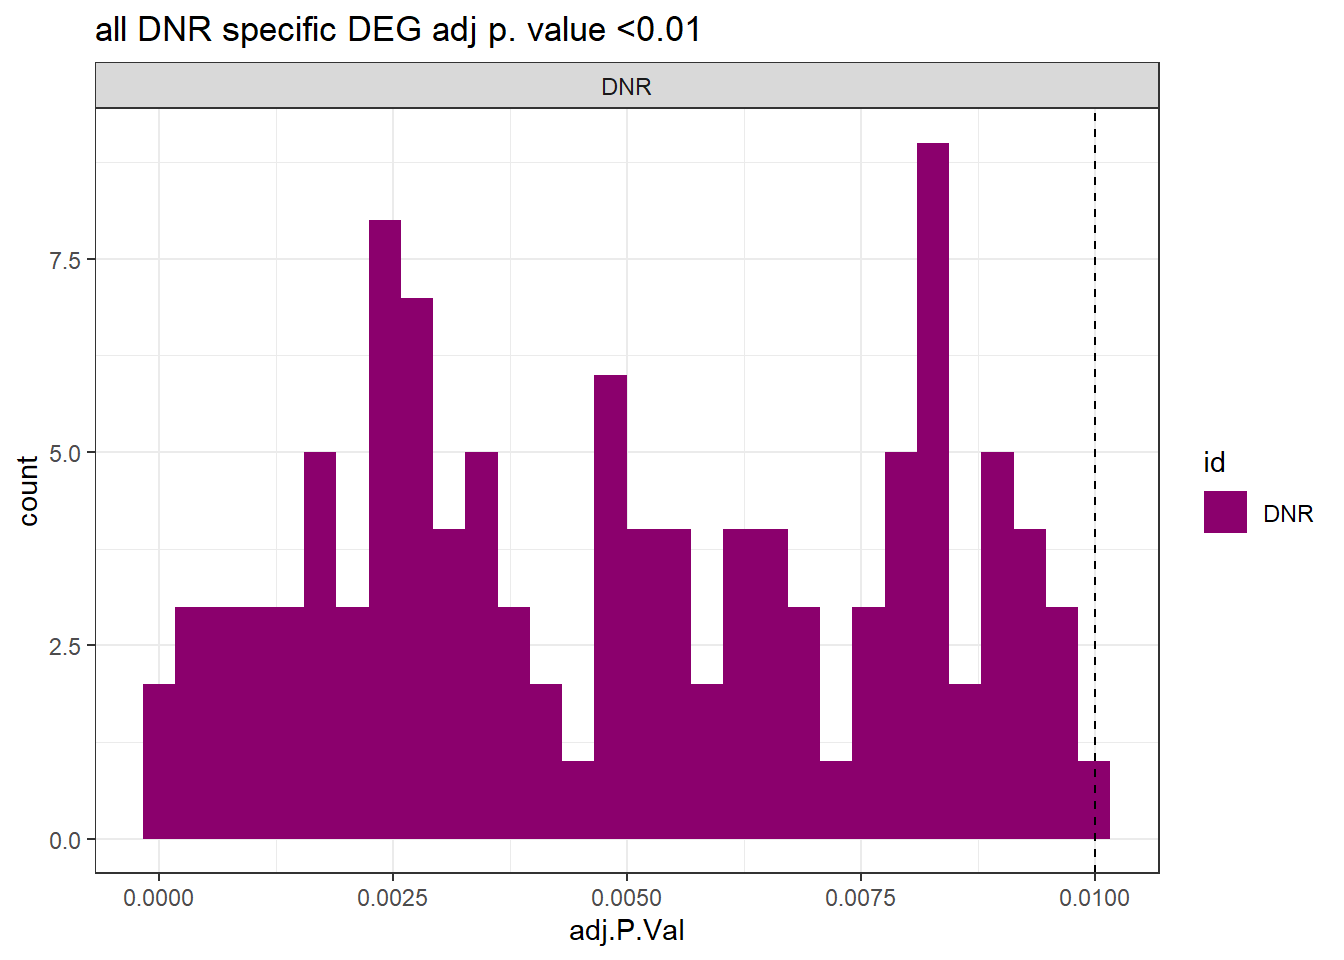 all DNR specific DEG adj p. value <0.01
DNR
7.5
5.0
2.5
0.0
count
0.0000 0.0025 0.0050 0.0075 0.0100
adj.P.Val
id
DNR